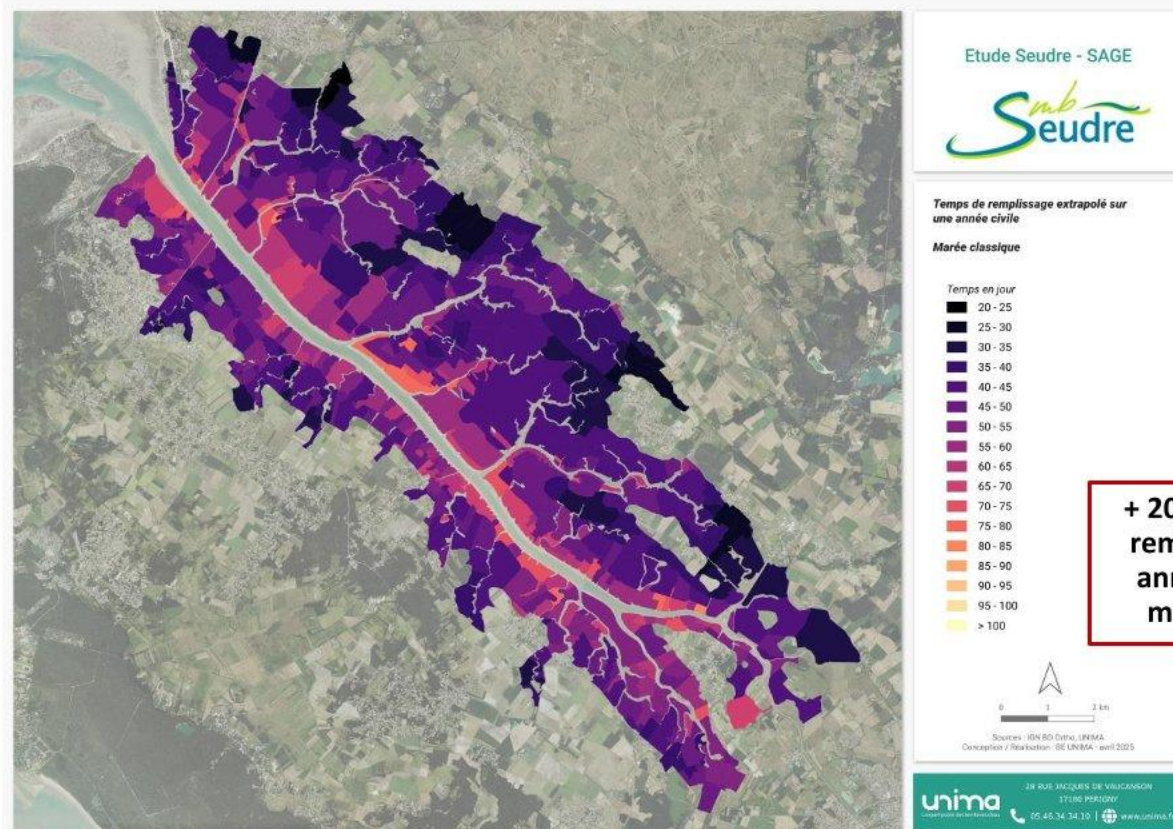 Etude Seudre - SAGE
smb
Seudre
Temps de remplissage extrapolé sur
une année civile
Marée classique
Temps en jour
20 - 25
25 - 30
30 - 35
35 - 40
40 - 45
45 - 50
50 - 55
55 - 60
60 - 65
65 - 70
70 - 75
75 - 80
80 - 85
85 - 90
90 - 95
95 - 100
> 100
+ 20
rem
an
m
0 1 2 km
Sources : IGN BD Ortho, UNIMA
Conception / Réalisation : BE UNIMA - avril 2025
unima
28 RUE JACQUES DE VAUCANSON
17180 PERIGNY
05.46.34.34.10 | www.unima.